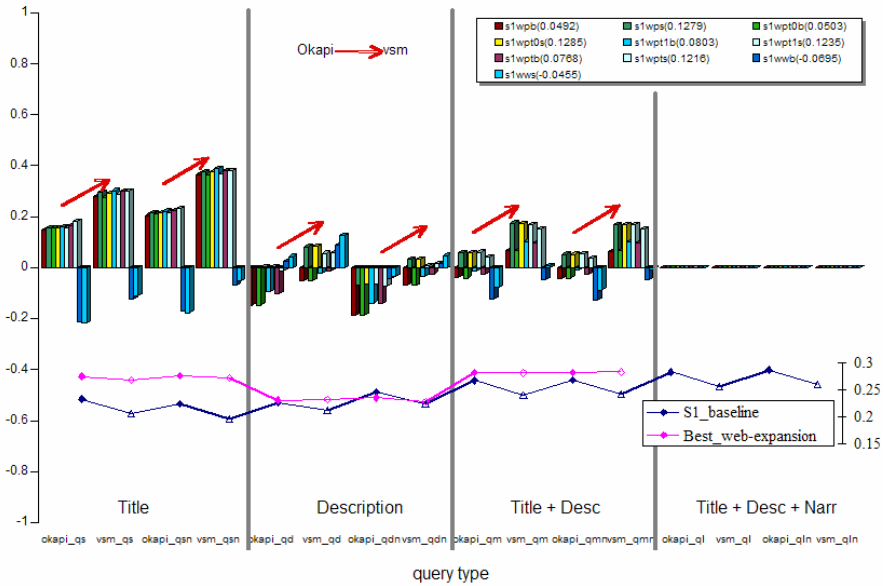 1
0.8
0.6
0.4
0.2
0
-0.2
-0.4
-0.6
-0.8
-1
Okapi vsm
s1wpb(0.0492) s1wps(0.1279) s1wpt0b(0.0503)
s1wpt0s(0.1285) s1wpt1b(0.0803) s1wpt1s(0.1235)
s1wptb(0.0768) s1wpts(0.1216) s1wwb(-0.0695)
s1wws(-0.0455)
0.3
0.25
0.2
0.15
S1_baseline
Best_web-expansion
Title Description Title + Desc Title + Desc + Narr
okapi_qs vsm_qs okapi_qsn vsm_qsn okapi_qd vsm_qd okapi_qdn vsm_qdn okapi_qm vsm_qm okapi_qmn vsm_qmn okapi_ql vsm_ql okapi_qln vsm_qln
query type